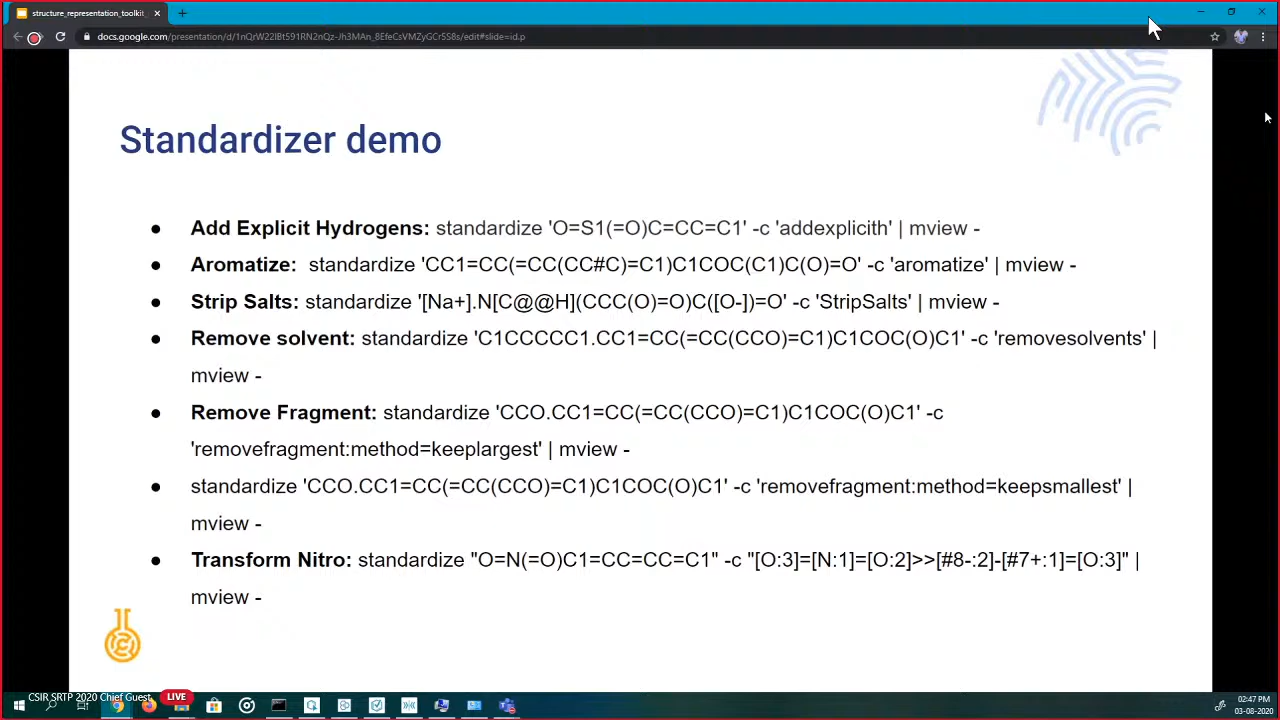 structure_representation_toolkit_
docs.google.com/presentation/d/1nQrW22lBt591RN2nQz-Jh3MAn_8EfeCsVMZyGCr5S8s/edit#slide=id.p
Standardizer demo
● Add Explicit Hydrogens: standardize 'O=S1(=O)C=CC=C1' -c 'addexplicith' | mview -
● Aromatize: standardize 'CC1=CC(=CC(CC#C)=C1)C1COC(C1)C(O)=O' -c 'aromatize' | mview -
● Strip Salts: standardize '[Na+].N[C@@H](CCC(O)=O)C([O-])=O' -c 'StripSalts' | mview -
● Remove solvent: standardize 'C1CCCCC1.CC1=CC(=CC(CCO)=C1)C1COC(O)C1' -c 'removesolvents' |
mview -
● Remove Fragment: standardize 'CCO.CC1=CC(=CC(CCO)=C1)C1COC(O)C1' -c
'removefragment:method=keeplargest' | mview -
● standardize 'CCO.CC1=CC(=CC(CCO)=C1)C1COC(O)C1' -c 'removefragment:method=keepsmallest' |
mview -
● Transform Nitro: standardize "O=N(=O)C1=CC=CC=C1" -c "[O:3]=[N:1]=[O:2]>>[#8-:2]-[#7+:1]=[O:3]" |
mview -
CSIR SRTP 2020 Chief Guest
LIVE
02:47 PM
03-08-2020